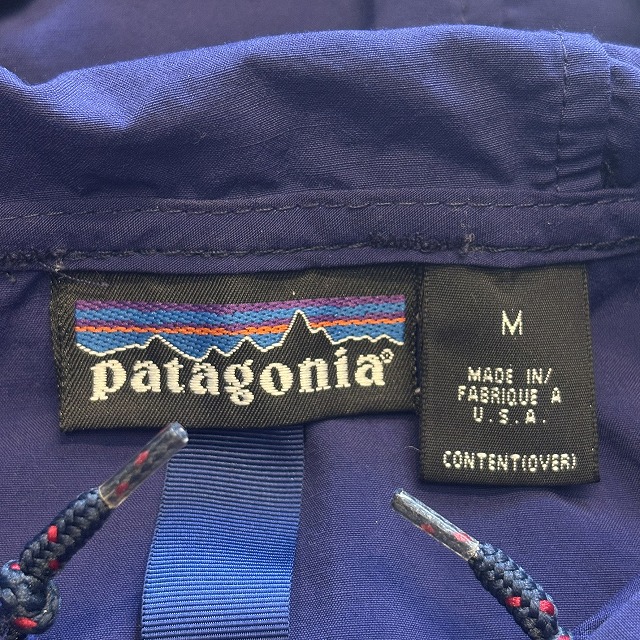 patagonia®
M
MADE IN/
FABRIQUE A
U.S.A.
CONTENT(OVER)